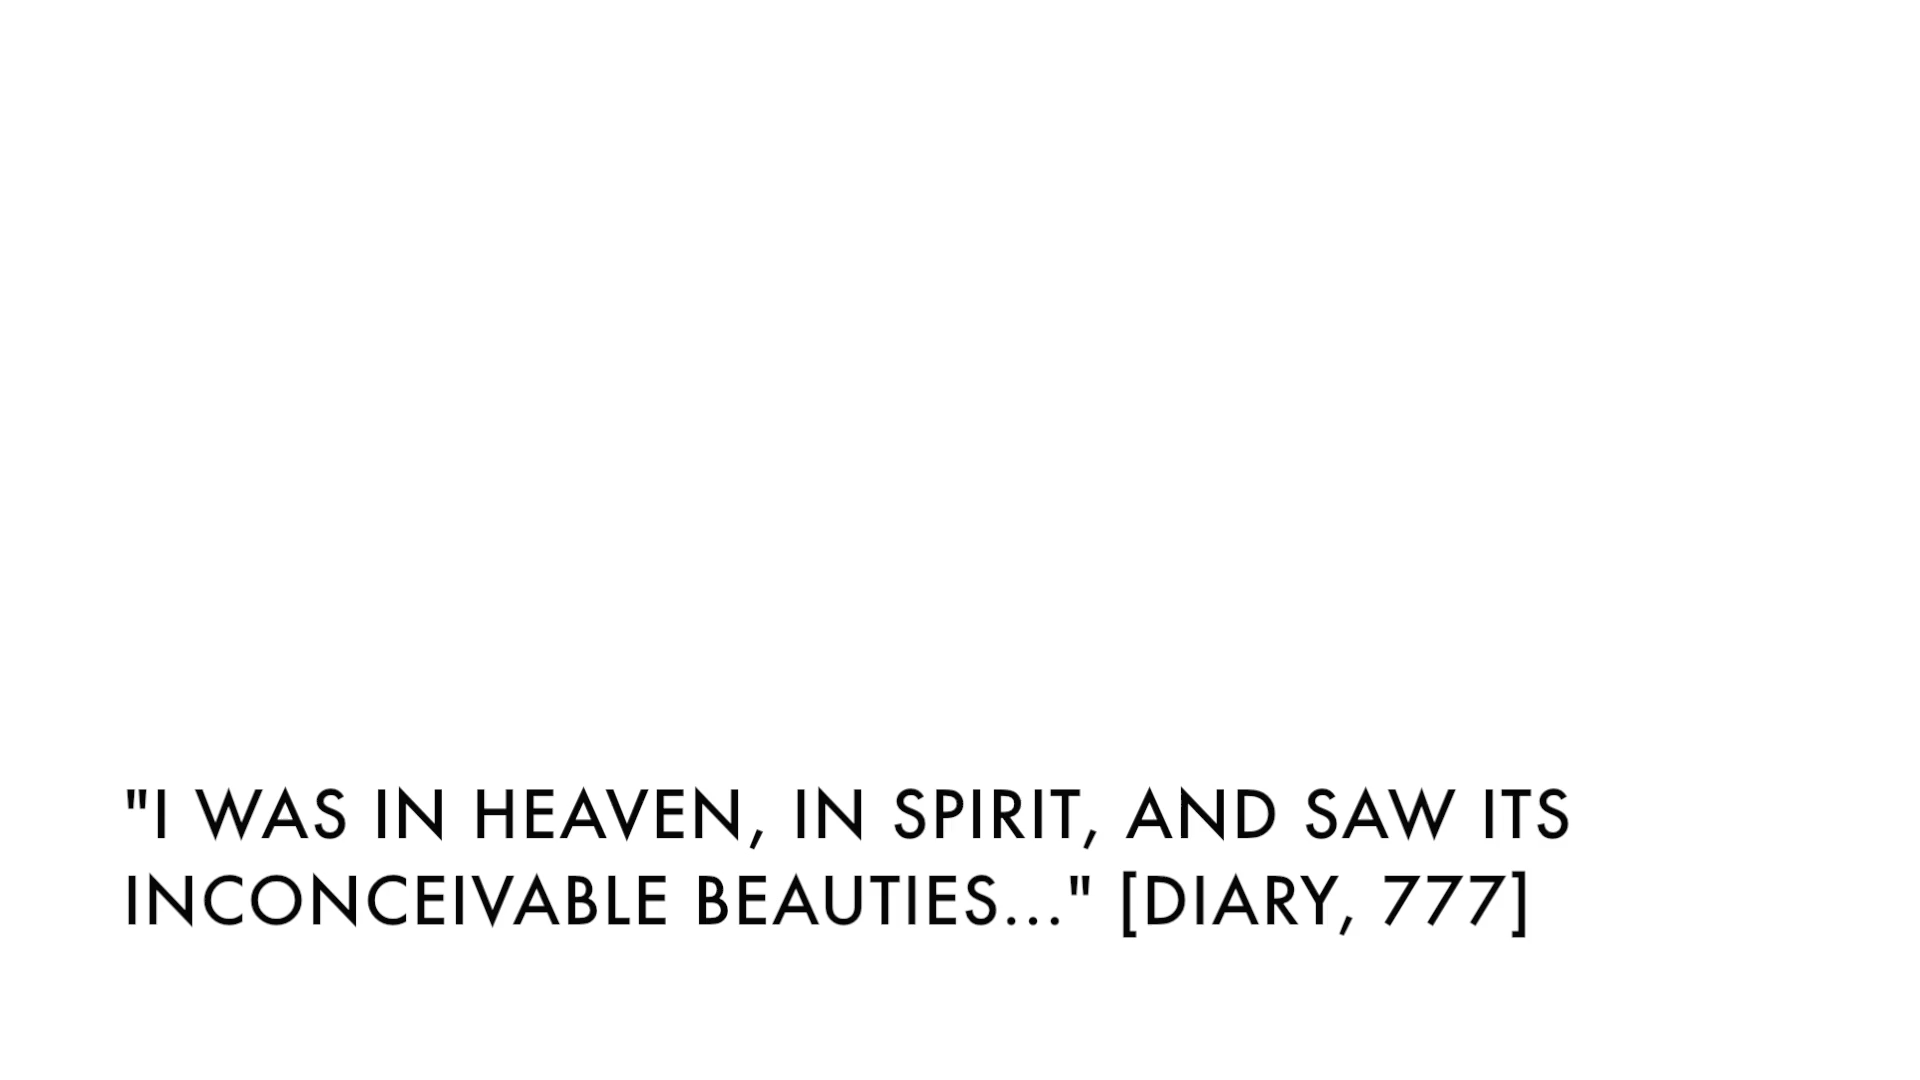 "I WAS IN HEAVEN, IN SPIRIT, AND SAW ITS
INCONCEIVABLE BEAUTIES..." [DIARY, 777]